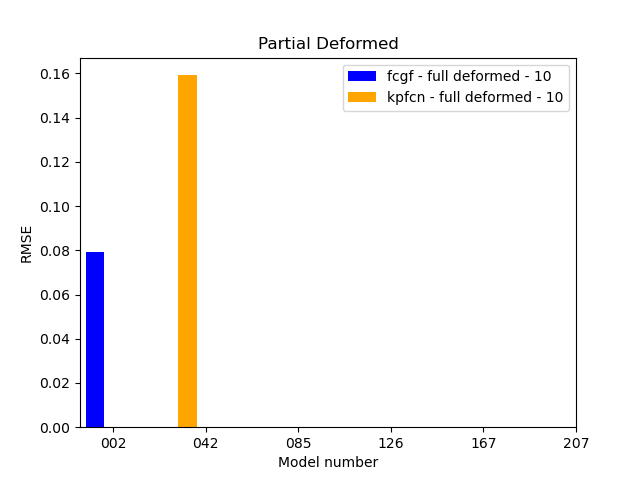 Partial Deformed
fcgf - full deformed - 10
kpfcn - full deformed - 10
0.16
0.14
0.12
0.10
0.08
0.06
0.04
0.02
0.00
RMSE
002 042 085 126 167 207
Model number